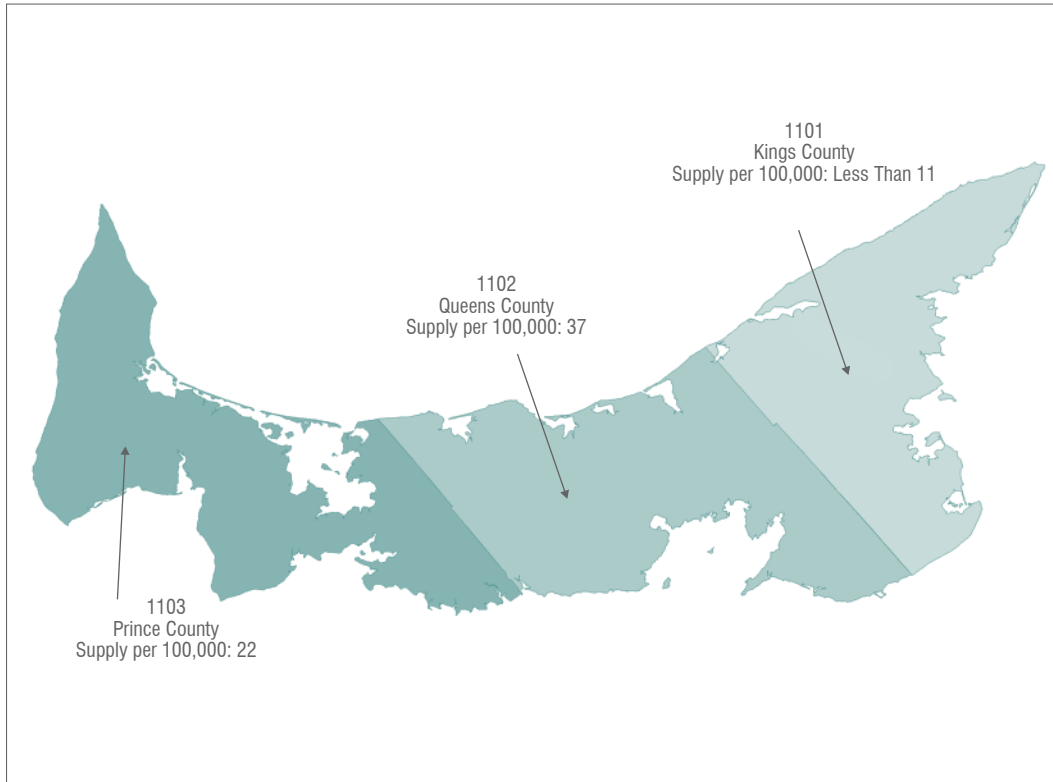 1101
Kings County
Supply per 100,000: Less Than 11
1102
Queens County
Supply per 100,000: 37
1103
Prince County
Supply per 100,000: 22